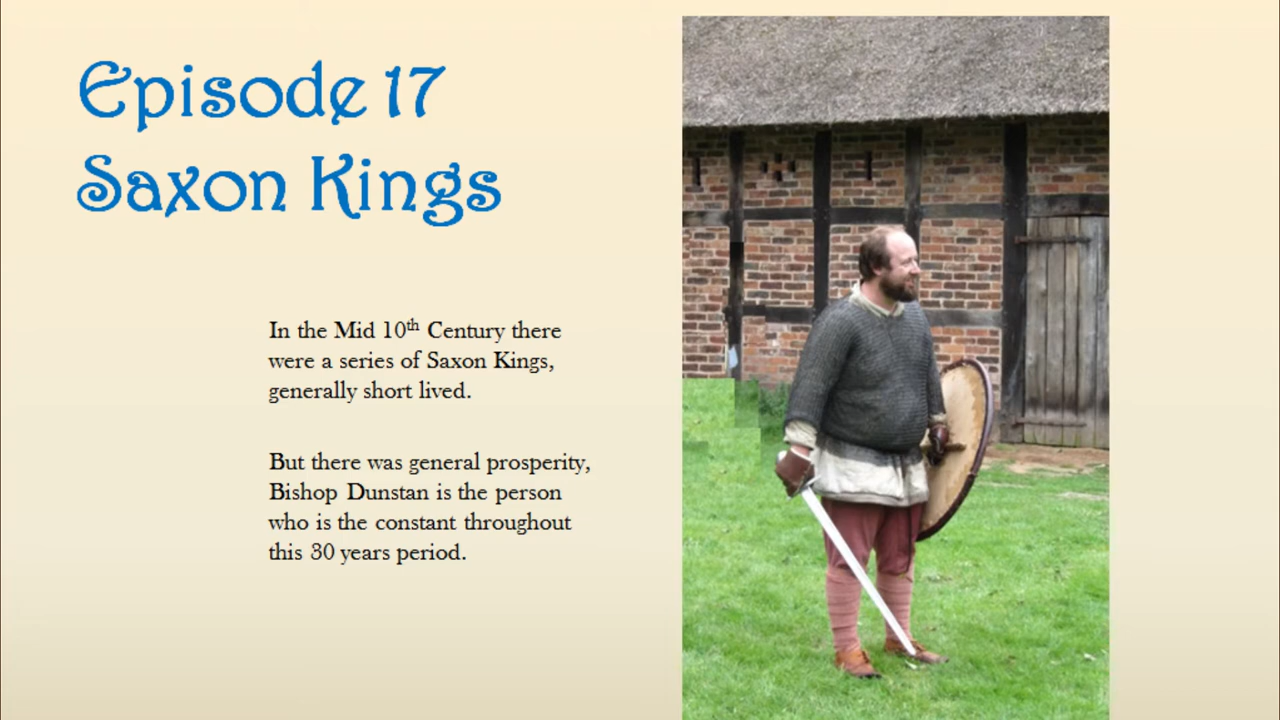 Episode 17
Saxon Kings
In the Mid 10th Century there
were a series of Saxon Kings,
generally short lived.
But there was general prosperity,
Bishop Dunstan is the person
who is the constant throughout
this 30 years period.